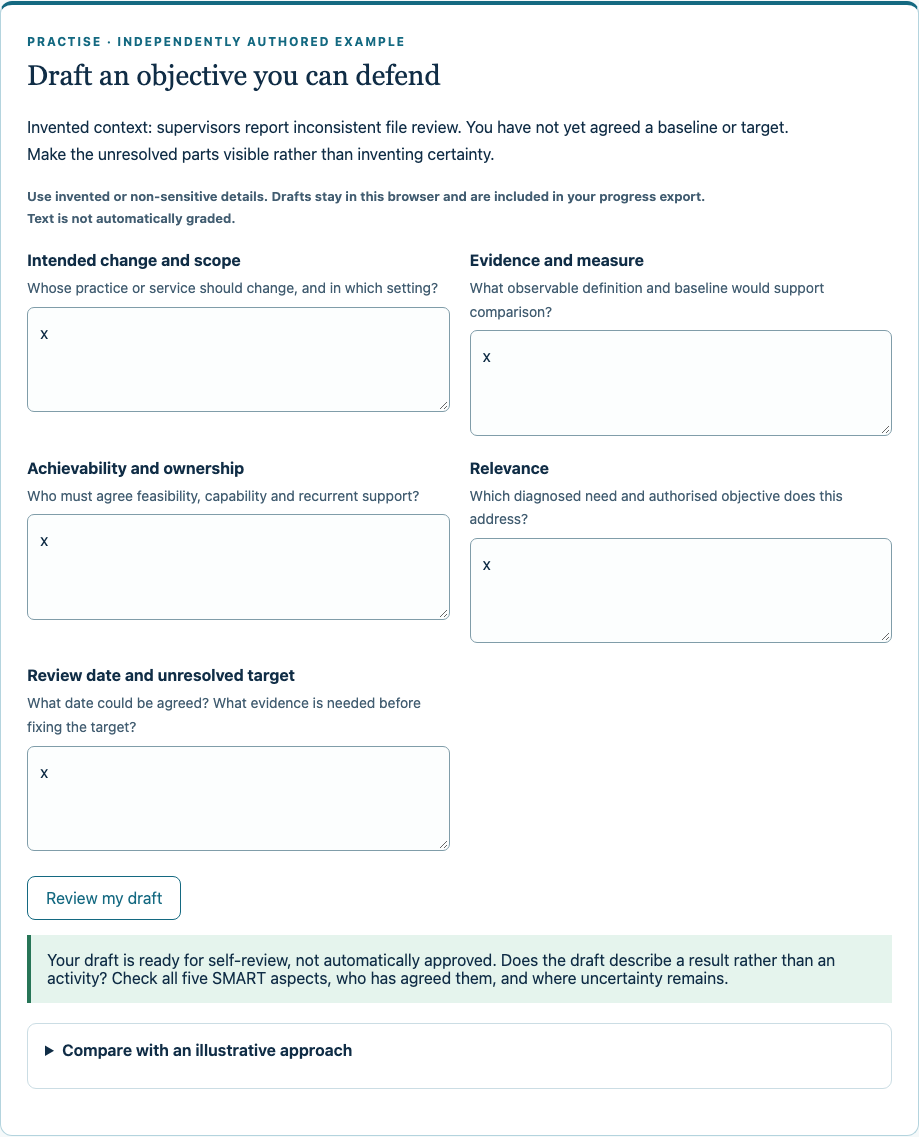 PRACTISE · INDEPENDENTLY AUTHORED EXAMPLE
Draft an objective you can defend
Invented context: supervisors report inconsistent file review. You have not yet agreed a baseline or target.
Make the unresolved parts visible rather than inventing certainty.
Use invented or non-sensitive details. Drafts stay in this browser and are included in your progress export.
Text is not automatically graded.
Intended change and scope
Whose practice or service should change, and in which setting?
x
Evidence and measure
What observable definition and baseline would support
comparison?
x
Achievability and ownership
Who must agree feasibility, capability and recurrent support?
x
Relevance
Which diagnosed need and authorised objective does this
address?
x
Review date and unresolved target
What date could be agreed? What evidence is needed before
fixing the target?
x
Review my draft
Your draft is ready for self-review, not automatically approved. Does the draft describe a result rather than an
activity? Check all five SMART aspects, who has agreed them, and where uncertainty remains.
Compare with an illustrative approach